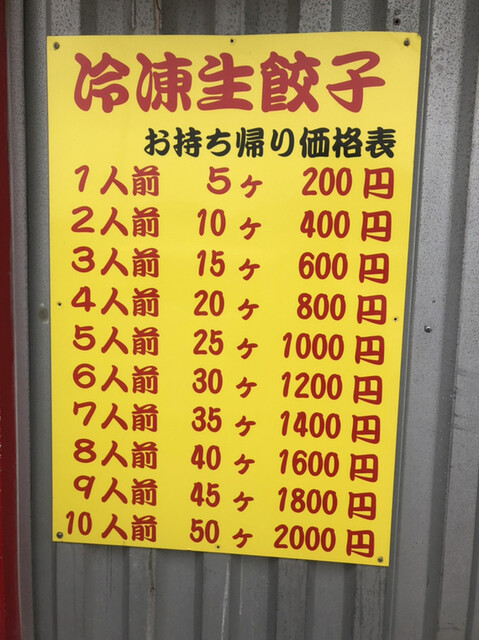 冷凍生餃子
お持ち帰り価格表
1人前 5ヶ 200円
2人前 10ヶ 400円
3人前 15ヶ 600円
4人前 20ヶ 800円
5人前 25ヶ 1000円
6人前 30ヶ 1200円
7人前 35ヶ 1400円
8人前 40ヶ 1600円
9人前 45ヶ 1800円
10人前 50ヶ 2000円